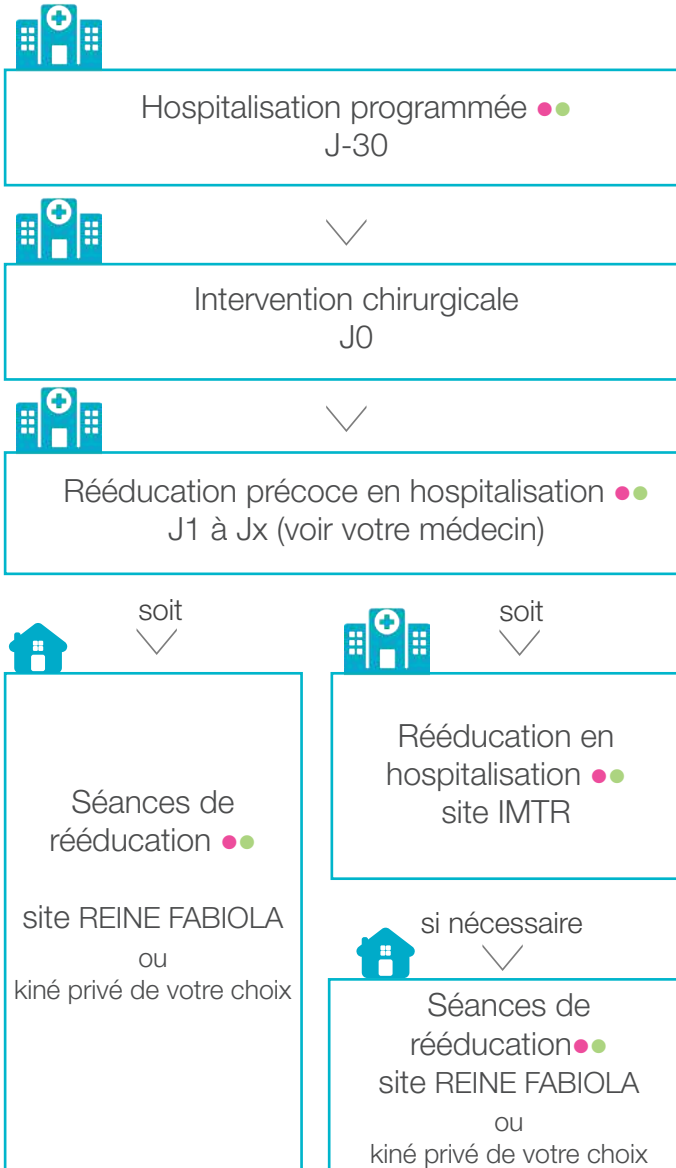 Hospitalisation programmée
J-30
Intervention chirurgicale
J0
Rééducation précoce en hospitalisation
J1 à Jx (voir votre médecin)
soit
Séances de
rééducation
site REINE FABIOLA
ou
kiné privé de votre choix
soit
Rééducation en
hospitalisation
site IMTR
si nécessaire
Séances de
rééducation
site REINE FABIOLA
ou
kiné privé de votre choix